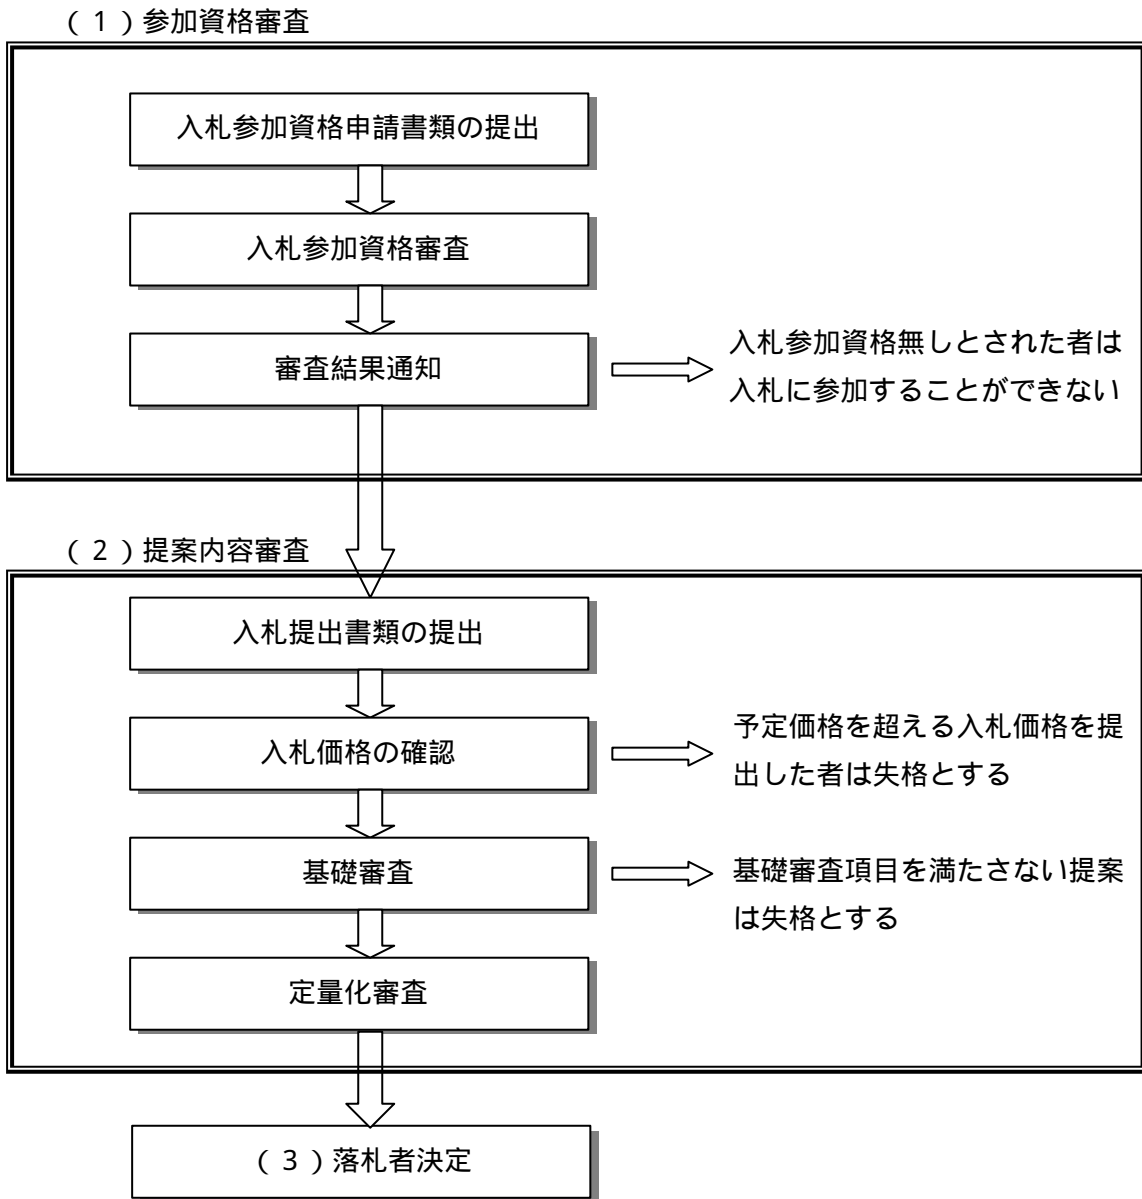 （１）参加資格審査
入札参加資格申請書類の提出
入札参加資格審査
審査結果通知
入札参加資格無しとされた者は
入札に参加することができない
（２）提案内容審査
入札提出書類の提出
入札価格の確認
予定価格を超える入札価格を提
出した者は失格とする
基礎審査
基礎審査項目を満たさない提案
は失格とする
定量化審査
（３）落札者決定